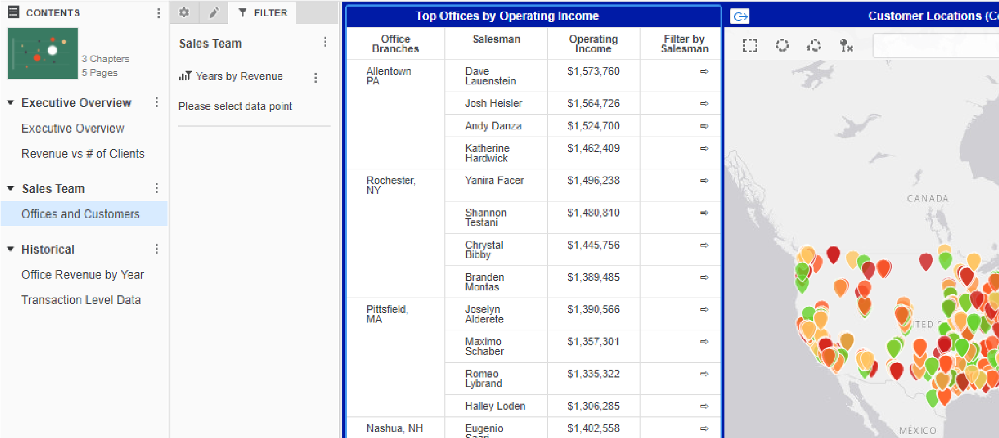 CONTENTS
3 Chapters
5 Pages
Executive Overview
Executive Overview
Revenue vs # of Clients
Sales Team
Offices and Customers
Historical
Office Revenue by Year
Transaction Level Data
FILTER
Sales Team
Years by Revenue
Please select data point
Top Offices by Operating Income
Office
Branches
Salesman
Operating
Income
Filter by
Salesman
Allentown
PA
Dave
Lauenstein
$1,573,760
Josh Heisler
$1,564,726
Andy Danza
$1,524,700
Katherine
Hardwick
$1,462,409
Rochester,
NY
Yanira Facer
$1,496,238
Shannon
Testani
$1,480,810
Chrystal
Bibby
$1,445,756
Branden
Montas
$1,389,485
Pittsfield,
MA
Joselyn
Alderete
$1,390,566
Maximo
Schaber
$1,357,301
Romeo
Lybrand
$1,335,322
Halley Loden
$1,306,285
Nashua, NH
Eugenio
$1,402,558
Customer Locations (Co
CANADA
ITED S
MÉXICO